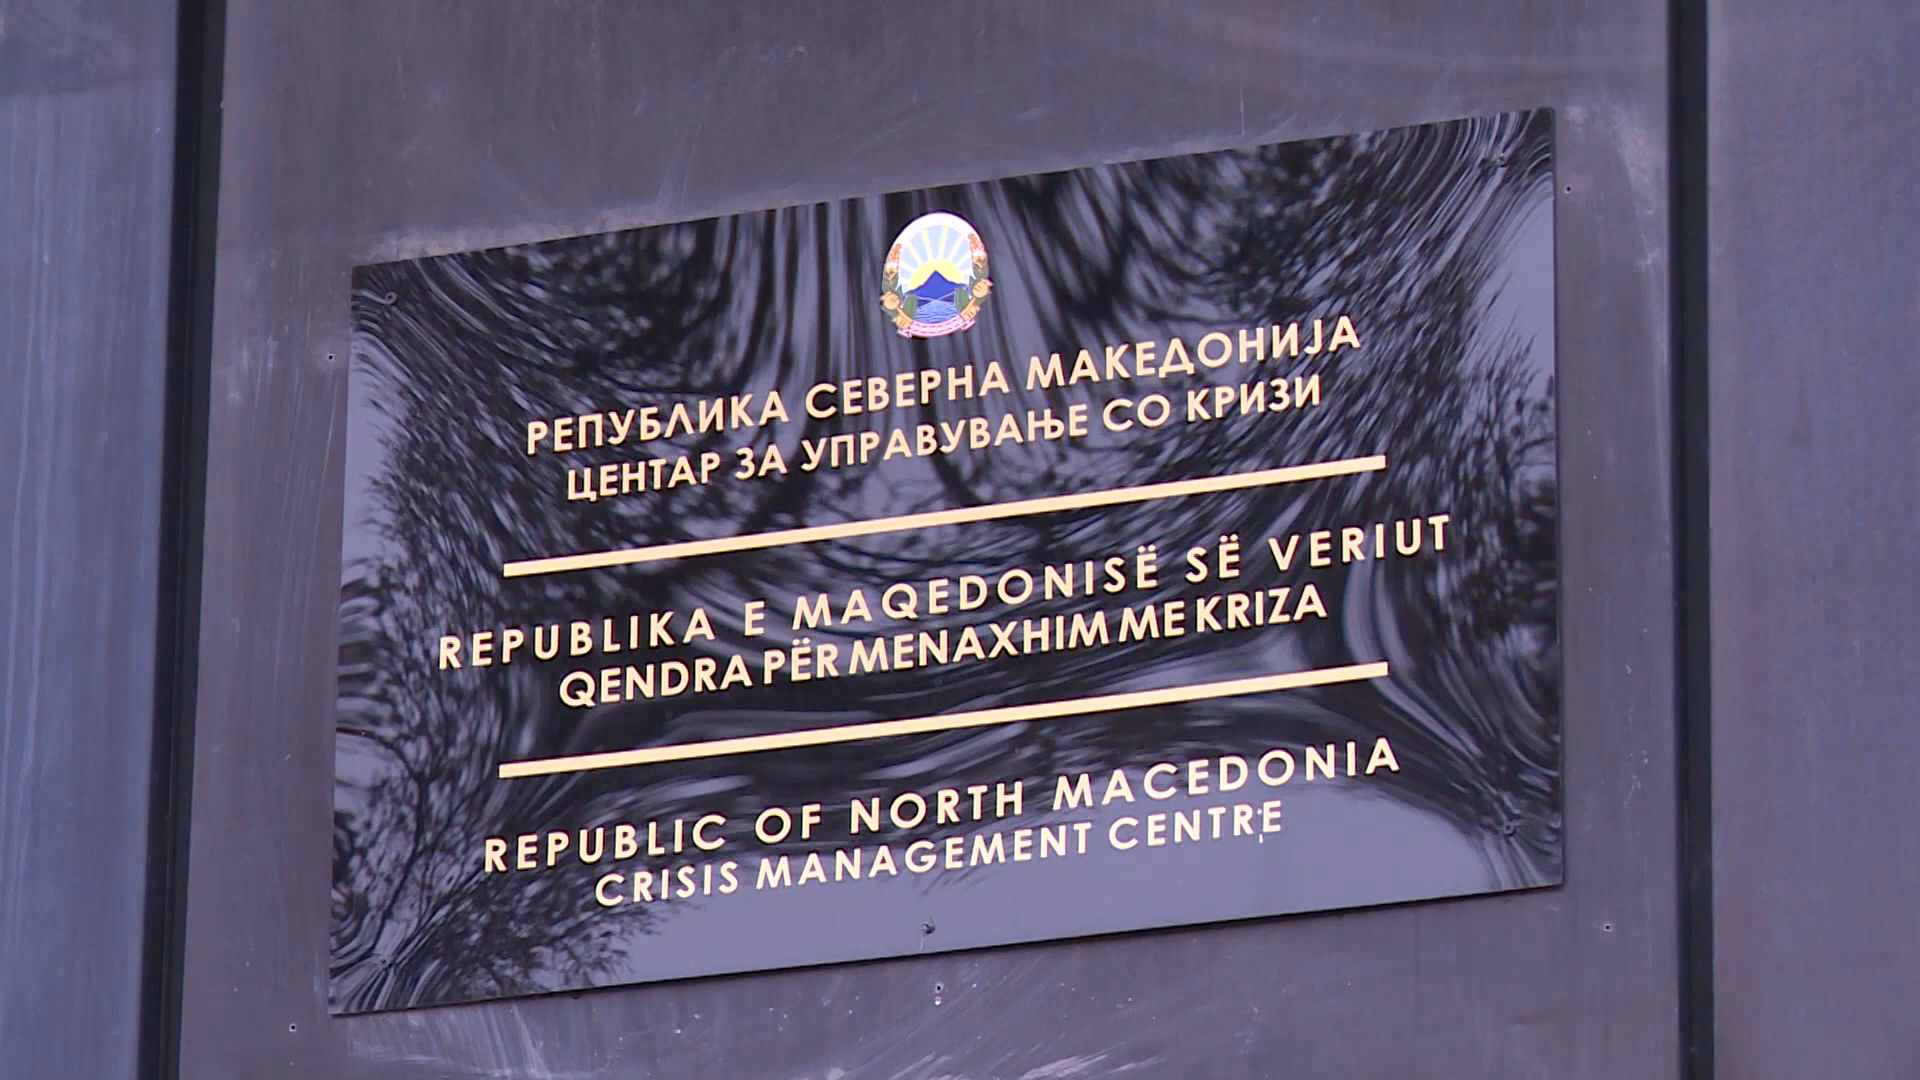 РЕПУБЛИКА СЕВЕРНА МАКЕДОНИЈА
ЦЕНТАР ЗА УПРАВУВАЊЕ СО КРИЗИ
REPUBLIKA E MAQEDONISË SË VERIUT
QENDRA PËR MENAXHIM ME KRIZA
REPUBLIC OF NORTH MACEDONIA
CRISIS MANAGEMENT CENTRE